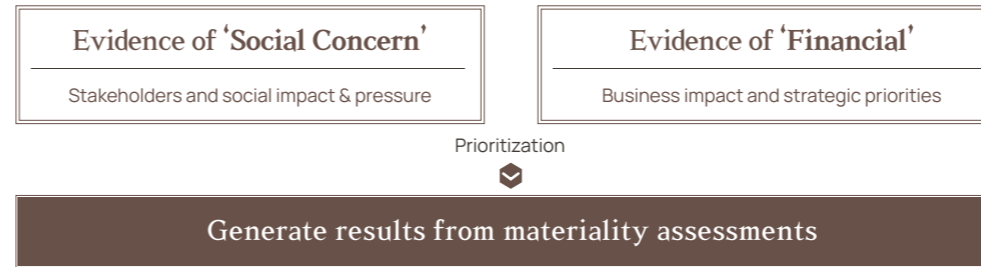 Evidence of ‘Social Concern’
Stakeholders and social impact & pressure
Evidence of ‘Financial’
Business impact and strategic priorities
Prioritization
Generate results from materiality assessments